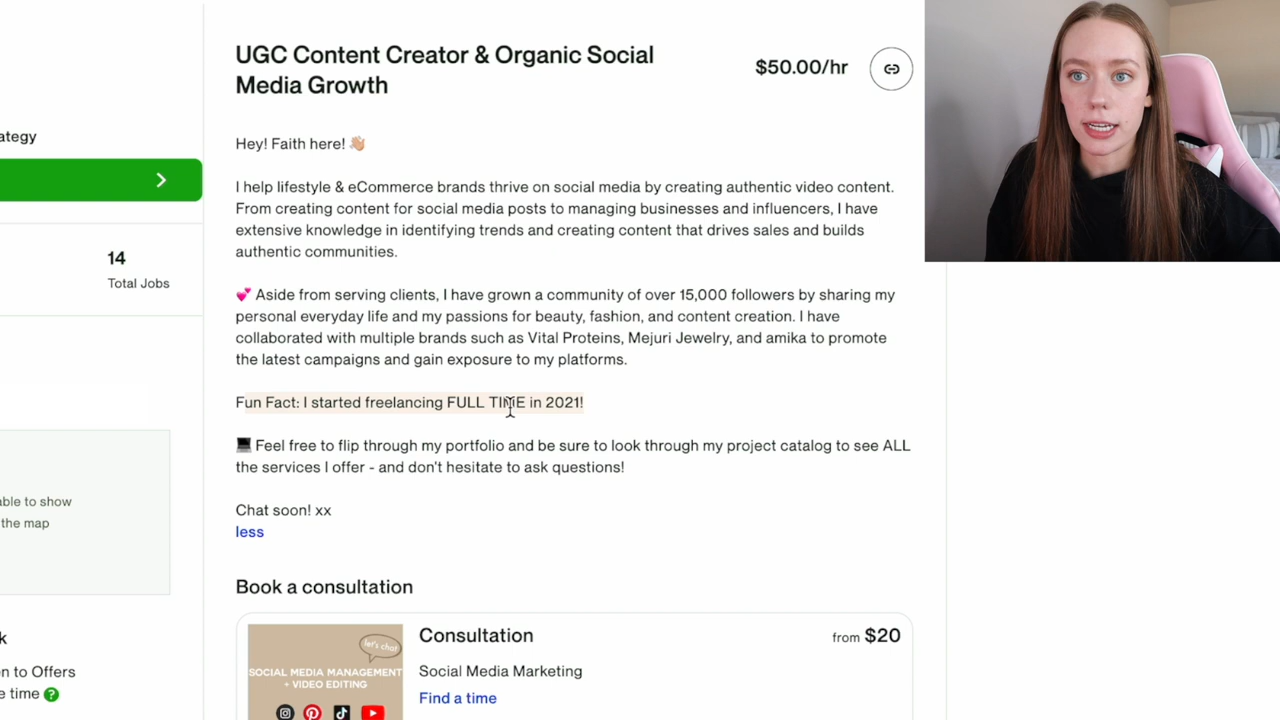 UGC Content Creator & Organic Social
Media Growth
$50.00/hr
Hey! Faith here! 👋🏼
I help lifestyle & eCommerce brands thrive on social media by creating authentic video content.
From creating content for social media posts to managing businesses and influencers, I have
extensive knowledge in identifying trends and creating content that drives sales and builds
authentic communities.
💕 Aside from serving clients, I have grown a community of over 15,000 followers by sharing my
personal everyday life and my passions for beauty, fashion, and content creation. I have
collaborated with multiple brands such as Vital Proteins, Mejuri Jewelry, and amika to promote
the latest campaigns and gain exposure to my platforms.
Fun Fact: I started freelancing FULL TIME in 2021!
💻 Feel free to flip through my portfolio and be sure to look through my project catalog to see ALL
the services I offer - and don't hesitate to ask questions!
Chat soon! xx
less
Book a consultation
Consultation
from $20
Social Media Marketing
Find a time
let's chat
SOCIAL MEDIA MANAGEMENT
+ VIDEO EDITING
ategy
14
Total Jobs
able to show
the map
k
n to Offers
e time ?